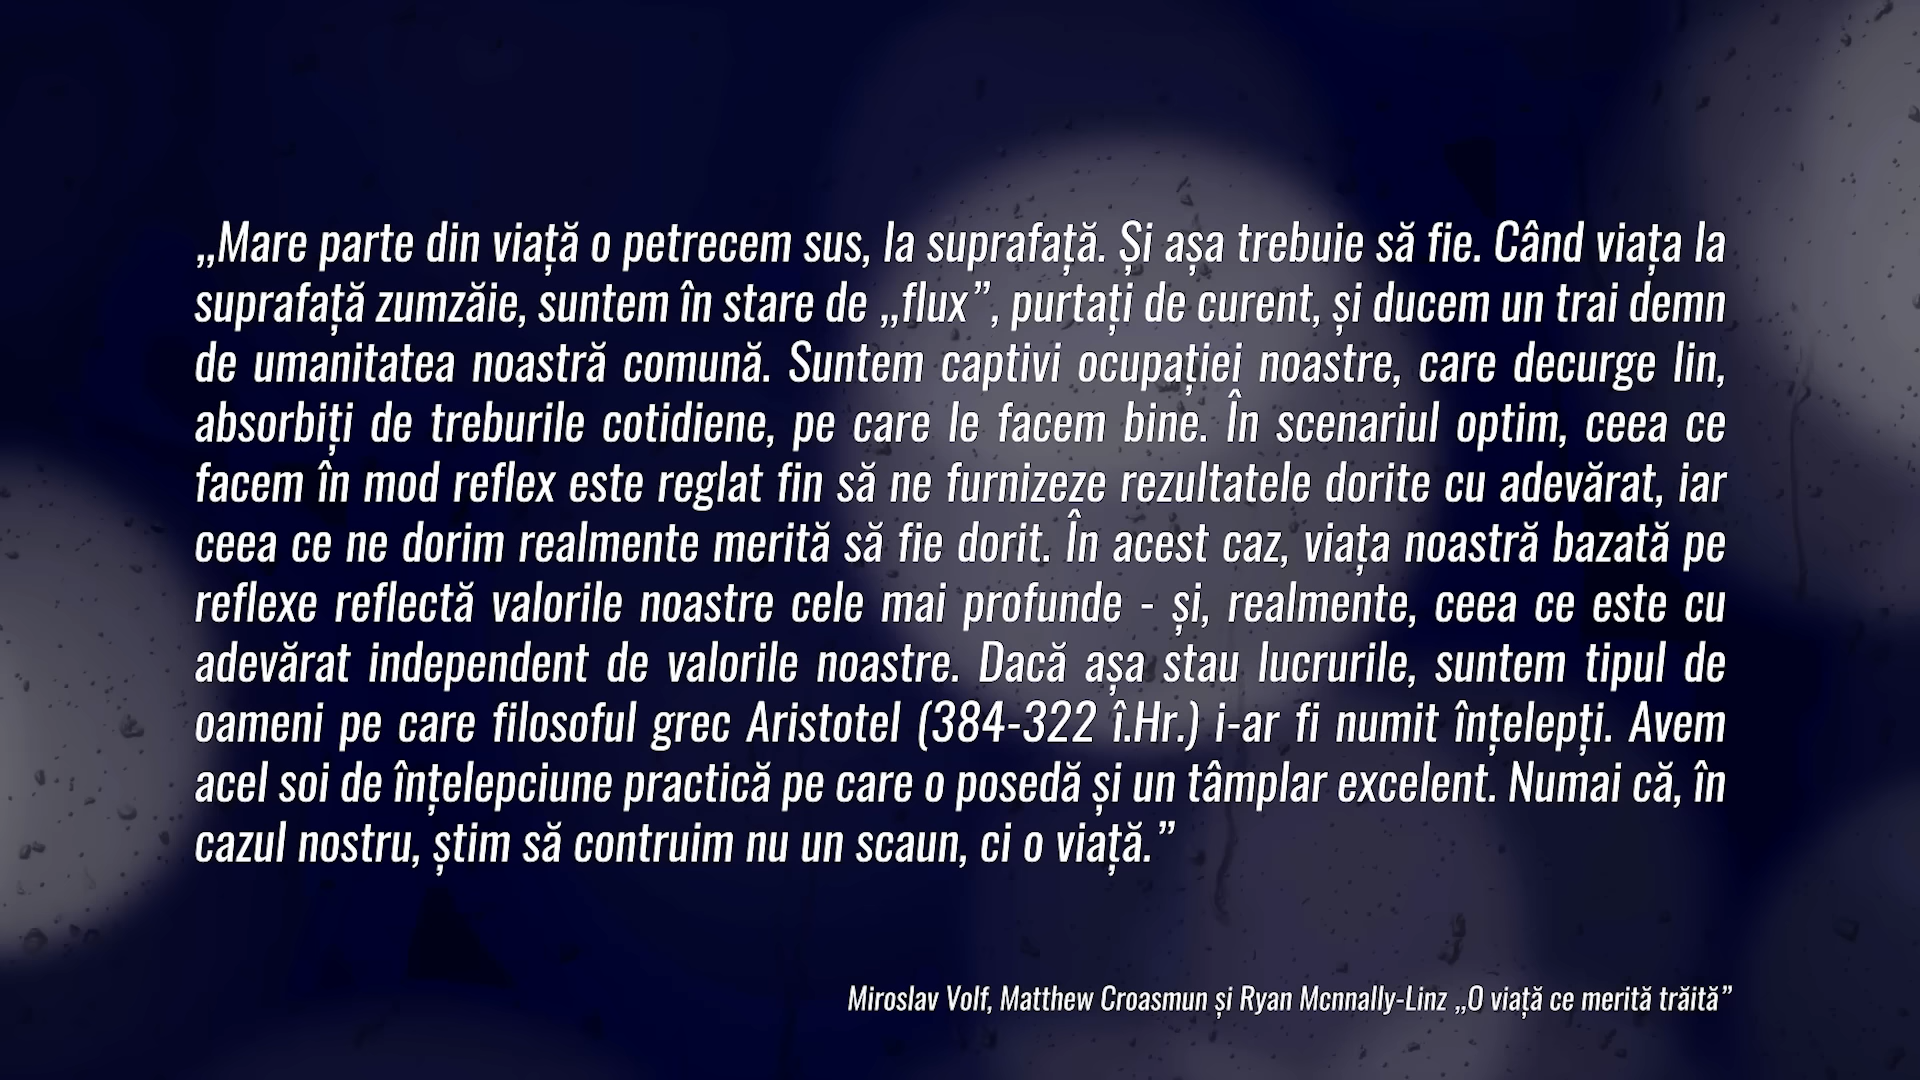 „Mare parte din viață o petrecem sus, la suprafață. Și așa trebuie să fie. Când viața la
suprafață zumzăie, suntem în stare de „flux”, purtați de curent, și ducem un trai demn
de umanitatea noastră comună. Suntem captivi ocupației noastre, care decurge lin,
absorbiți de treburile cotidiene, pe care le facem bine. În scenariul optim, ceea ce
facem în mod reflex este reglat fin să ne furnizeze rezultatele dorite cu adevărat, iar
ceea ce ne dorim realmente merită să fie dorit. În acest caz, viața noastră bazată pe
reflexe reflectă valorile noastre cele mai profunde - și, realmente, ceea ce este cu
adevărat independent de valorile noastre. Dacă așa stau lucrurile, suntem tipul de
oameni pe care filosoful grec Aristotel (384-322 î.Hr.) i-ar fi numit înțelepți. Avem
acel soi de înțelepciune practică pe care o posedă și un tâmplar excelent. Numai că, în
cazul nostru, știm să contruim nu un scaun, ci o viață.”
Miroslav Volf, Matthew Croasmun și Ryan Mcnnally-Linz „O viață ce merită trăită”